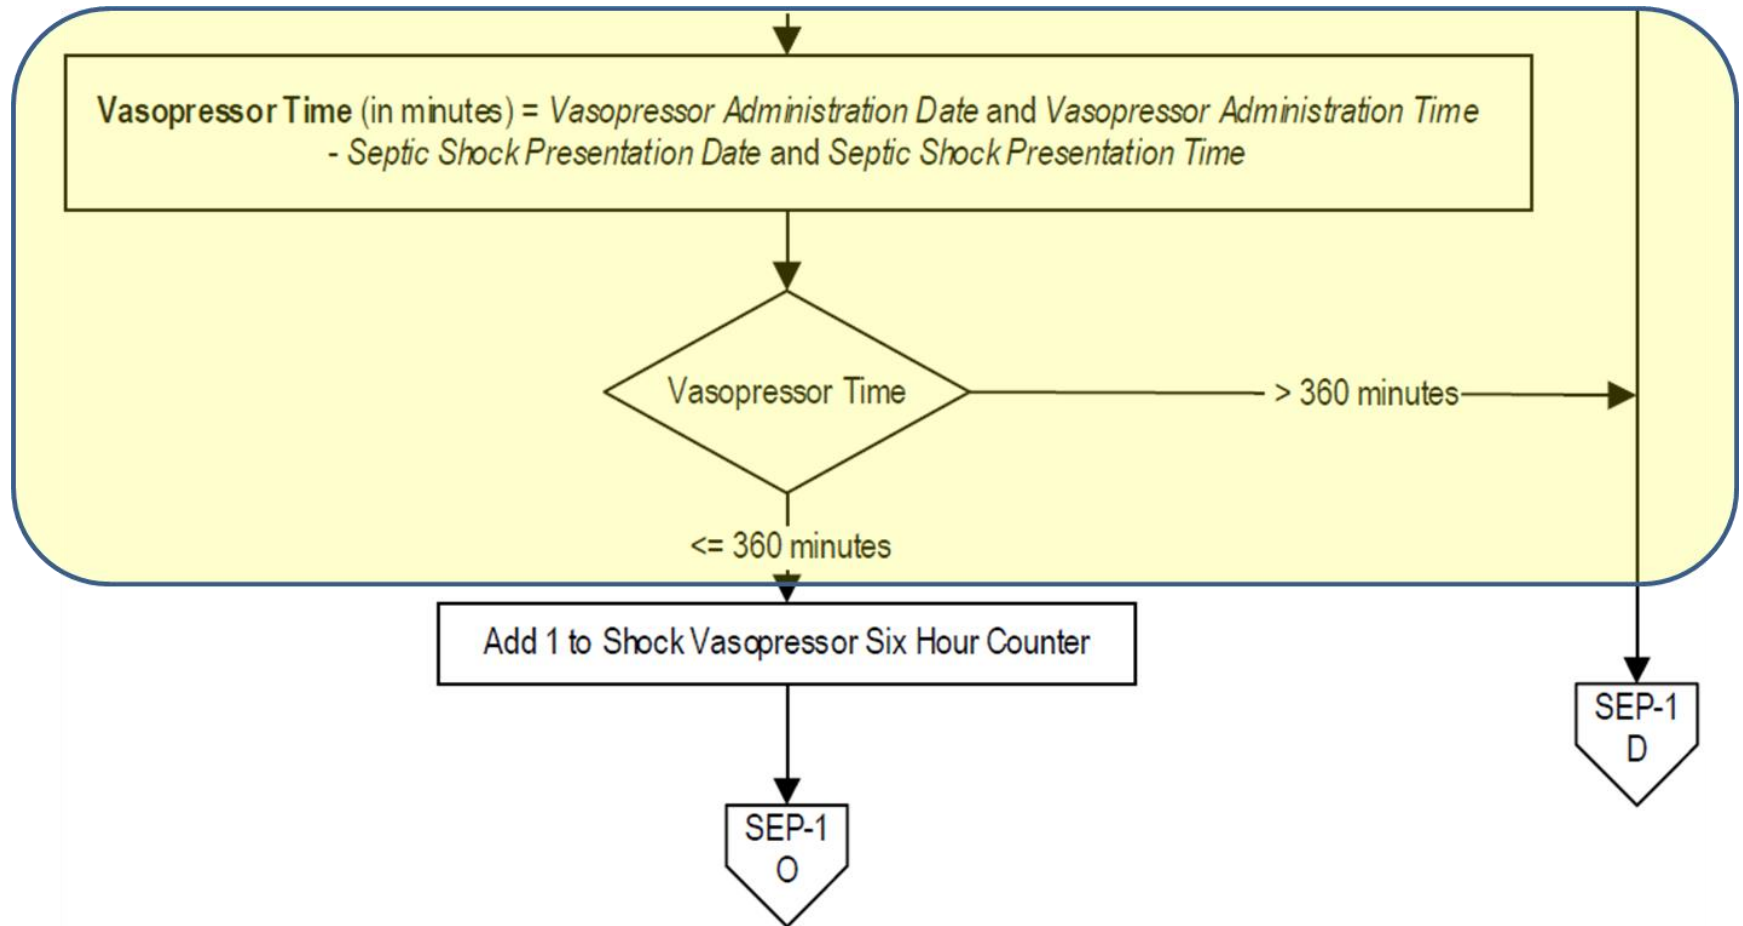 Vasopressor Time (in minutes) = Vasopressor Administration Date and Vasopressor Administration Time
- Septic Shock Presentation Date and Septic Shock Presentation Time
Vasopressor Time
> 360 minutes
<= 360 minutes
Add 1 to Shock Vasopressor Six Hour Counter
SEP-1
D
SEP-1
O